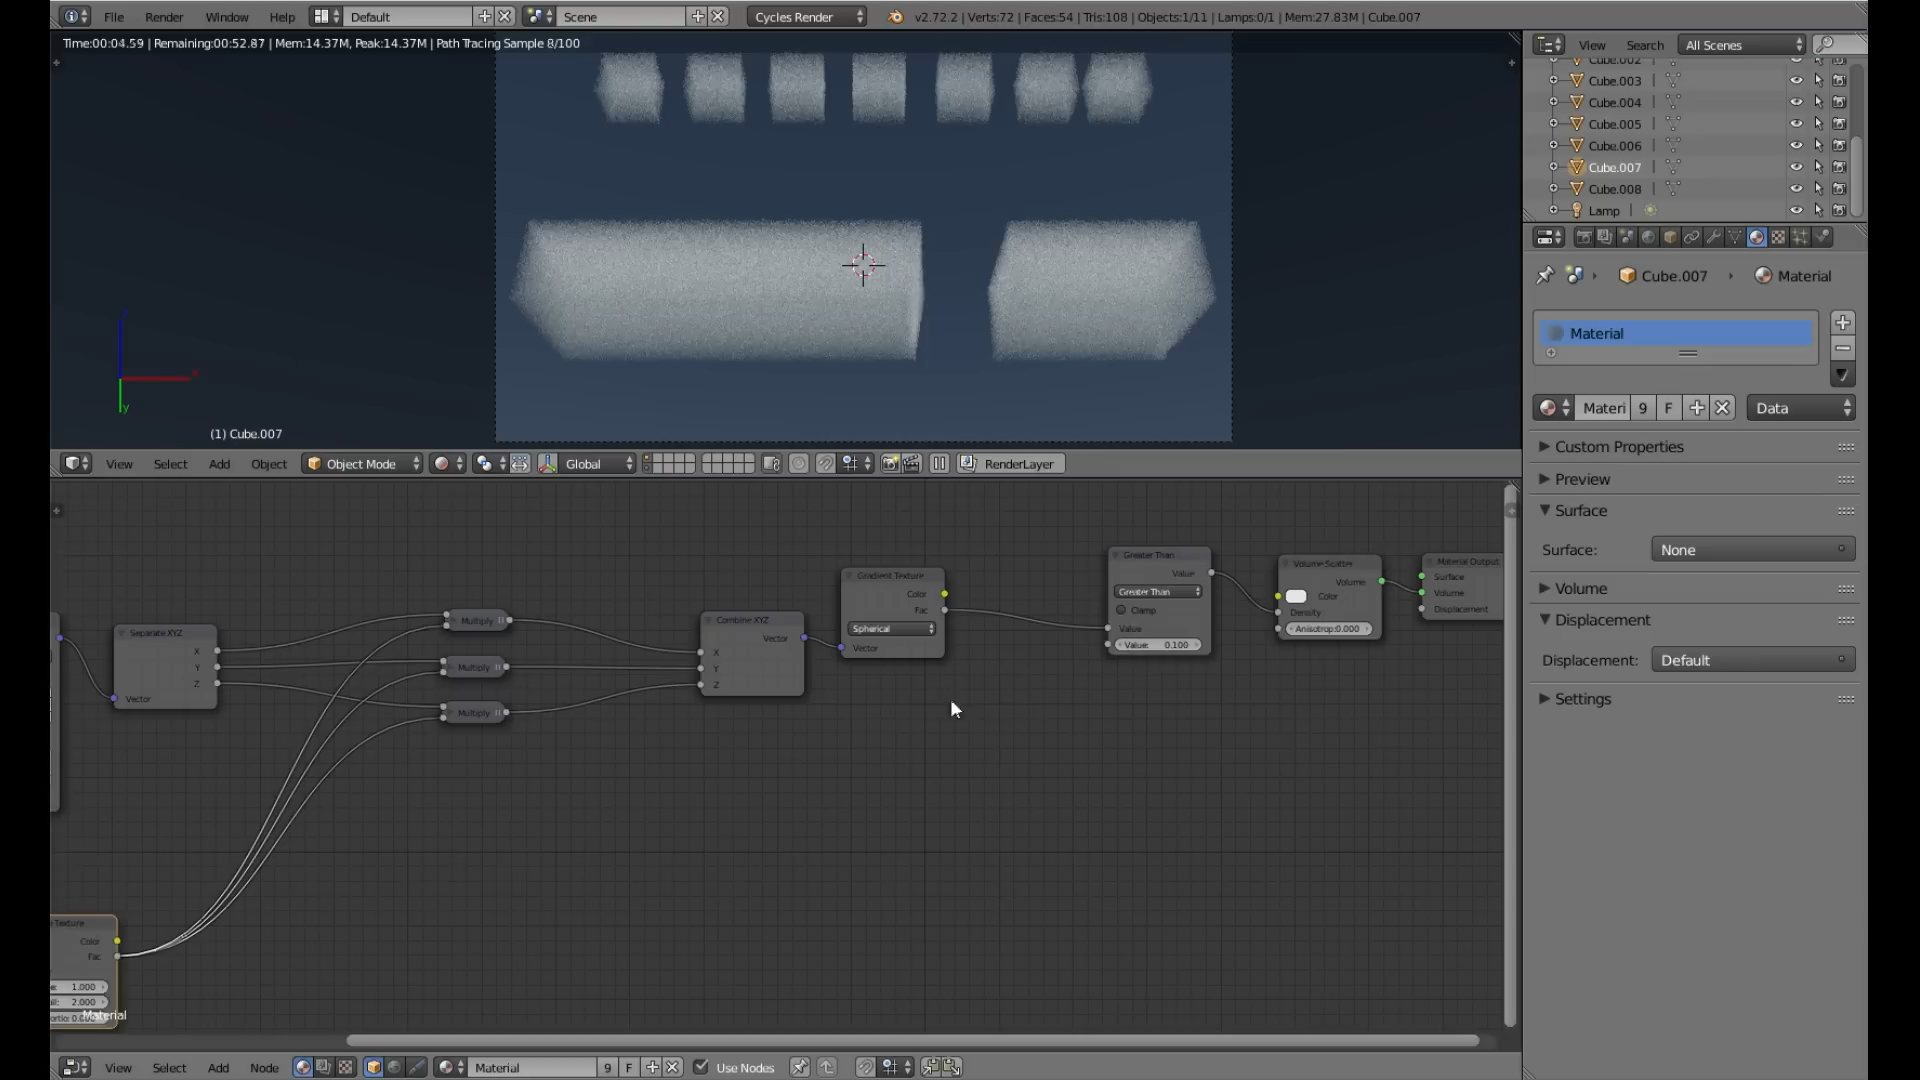 File Render Window Help Default Scene Cycles Render v2.72.2 | Verts:72 | Faces:54 | Tris:108 | Objects:1/11 | Lamps:0/1 | Mem:27.83M | Cube.007
Time:00:04.59 | Remaining:00:52.87 | Mem:14.37M, Peak:14.37M | Path Tracing Sample 8/100
(1) Cube.007
View Select Add Object Object Mode Global RenderLayer
View Search All Scenes
Cube.002
Cube.003
Cube.004
Cube.005
Cube.006
Cube.007
Cube.008
Lamp
Cube.007 Material
Material
Materi 9 F Data
Custom Properties
Preview
Surface
Surface: None
Volume
Displacement
Displacement: Default
Settings
Separate XYZ
X
Y
Z
Vector
Multiply
Multiply
Multiply
Combine XYZ
Vector
X
Y
Z
Gradient Texture
Color
Fac
Spherical
Vector
Greater Than
Value
Greater Than
Clamp
Value
Value: 0.100
Volume Scatter
Volume
Color
Density
Anisotrop:0.000
Material Output
Surface
Volume
Displacement
Texture
Color
Fac
1.000
2.000
Material
View Select Add Node Material 9 F Use Nodes